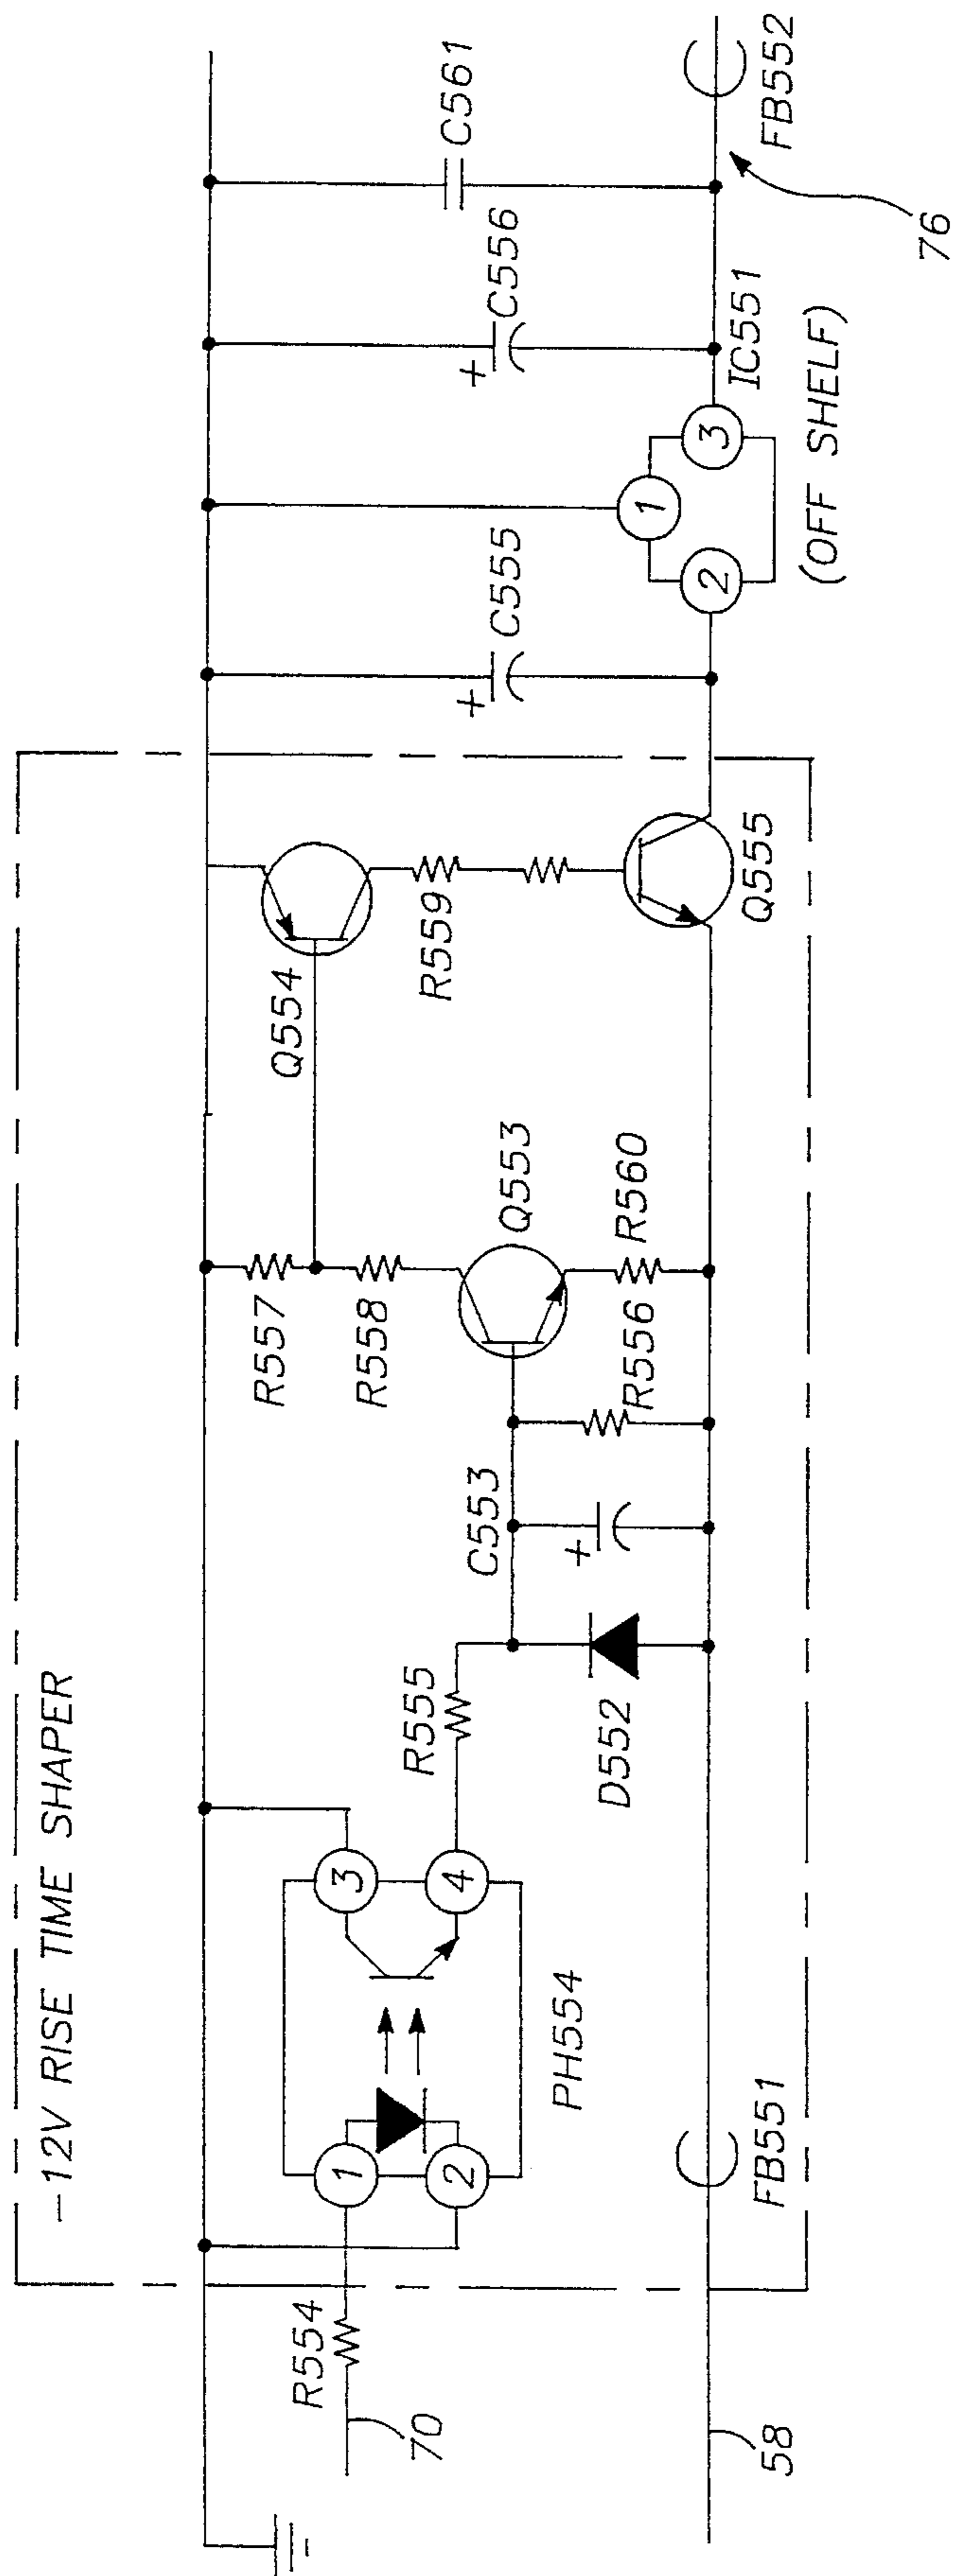 -12V RISE TIME SHAPER
R554
70
58
1
2
3
4
PH554
FB551
R555
D552
C553
+
R556
R557
R558
Q553
R560
Q554
R559
Q555
C555
+
1
2
3
IC551
(OFF SHELF)
C556
+
C561
FB552
76